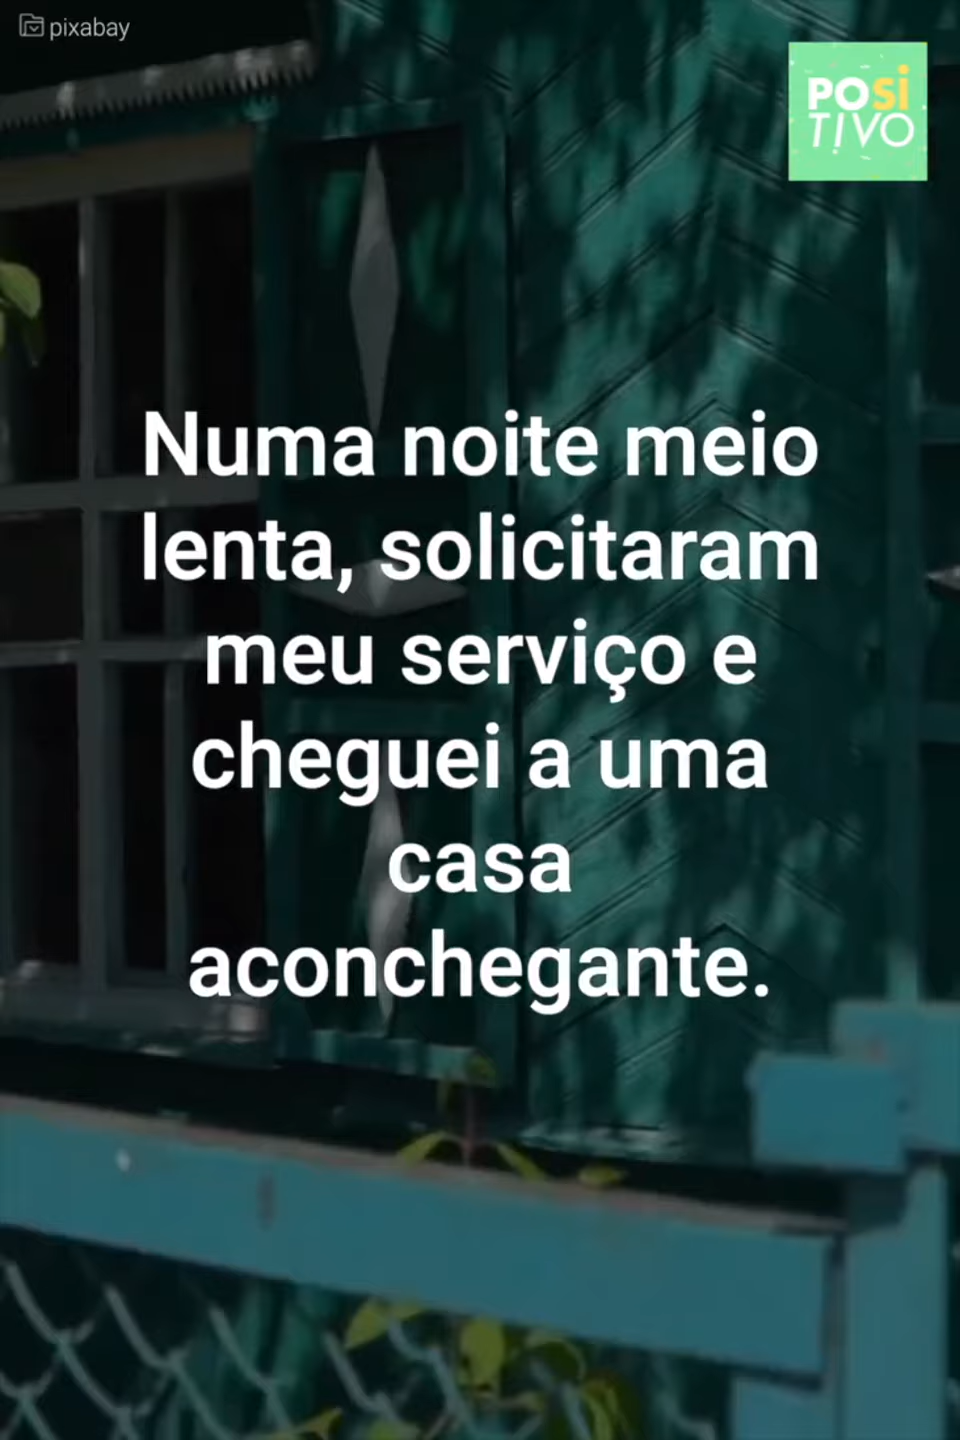 pixabay
POSI
TIVO
Numa noite meio
lenta, solicitaram
meu serviço e
cheguei a uma
casa
aconchegante.